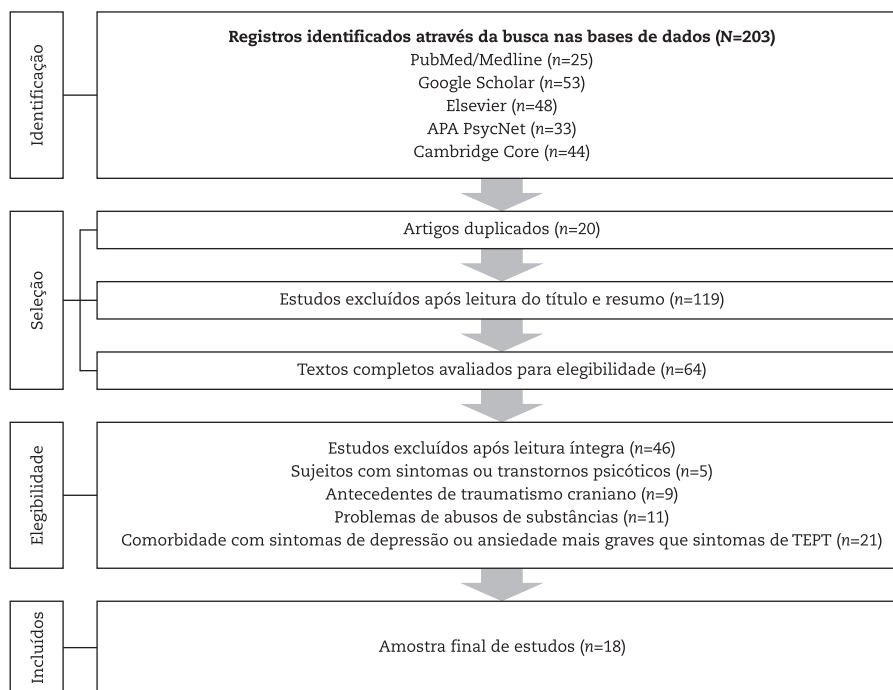 Identificação
Registros identificados através da busca nas bases de dados (N=203)
PubMed/Medline (n=25)
Google Scholar (n=53)
Elsevier (n=48)
APA PsycNet (n=33)
Cambridge Core (n=44)
Seleção
Artigos duplicados (n=20)
Estudos excluídos após leitura do título e resumo (n=119)
Textos completos avaliados para elegibilidade (n=64)
Elegibilidade
Estudos excluídos após leitura íntegra (n=46)
Sujeitos com sintomas ou transtornos psicóticos (n=5)
Antecedentes de traumatismo craniano (n=9)
Problemas de abusos de substâncias (n=11)
Comorbidade com sintomas de depressão ou ansiedade mais graves que sintomas de TEPT (n=21)
Incluídos
Amostra final de estudos (n=18)